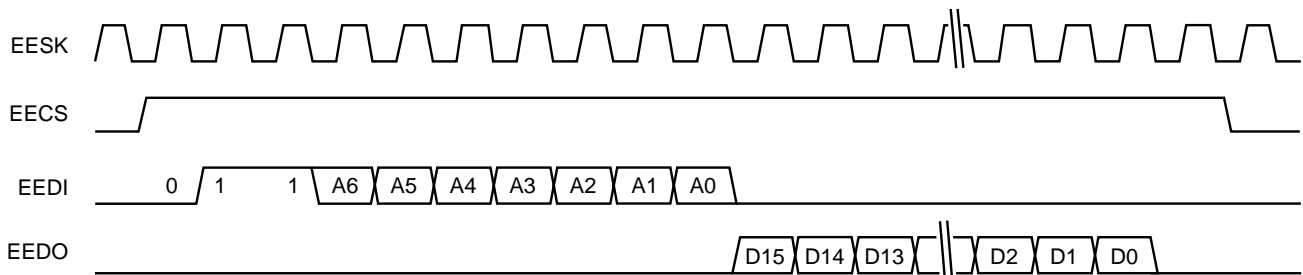 EESK
EECS
EEDI 0 1 1 A6 A5 A4 A3 A2 A1 A0
EEDO D15 D14 D13 D2 D1 D0